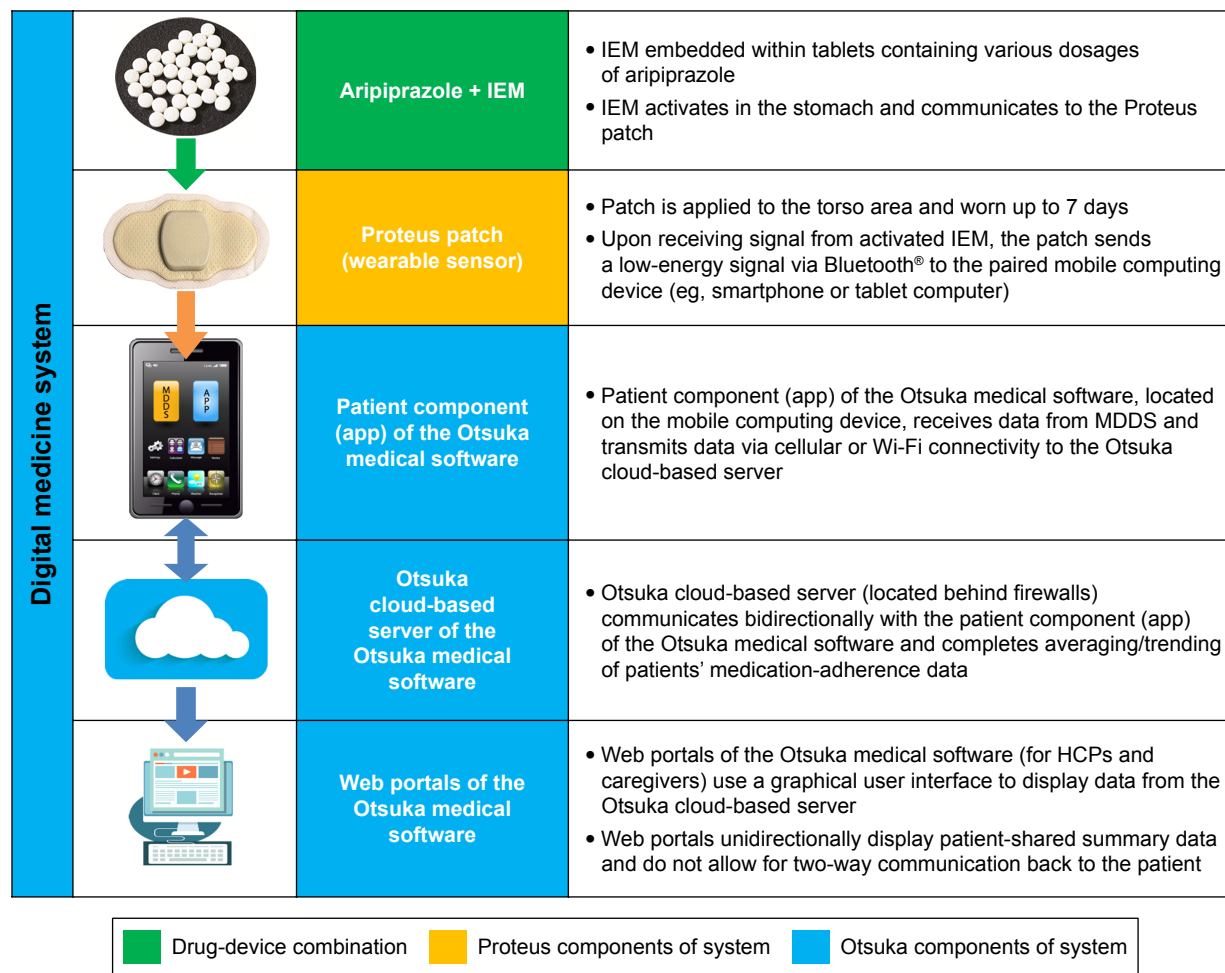 Digital medicine system
Aripiprazole + IEM
• IEM embedded within tablets containing various dosages
of aripiprazole
• IEM activates in the stomach and communicates to the Proteus
patch
Proteus patch
(wearable sensor)
• Patch is applied to the torso area and worn up to 7 days
• Upon receiving signal from activated IEM, the patch sends
a low-energy signal via Bluetooth® to the paired mobile computing
device (eg, smartphone or tablet computer)
MDDS
APP
Patient component
(app) of the Otsuka
medical software
• Patient component (app) of the Otsuka medical software, located
on the mobile computing device, receives data from MDDS and
transmits data via cellular or Wi-Fi connectivity to the Otsuka
cloud-based server
Otsuka
cloud-based
server of the
Otsuka medical
software
• Otsuka cloud-based server (located behind firewalls)
communicates bidirectionally with the patient component (app)
of the Otsuka medical software and completes averaging/trending
of patients’ medication-adherence data
Web portals of the
Otsuka medical
software
• Web portals of the Otsuka medical software (for HCPs and
caregivers) use a graphical user interface to display data from the
Otsuka cloud-based server
• Web portals unidirectionally display patient-shared summary data
and do not allow for two-way communication back to the patient
Drug-device combination
Proteus components of system
Otsuka components of system